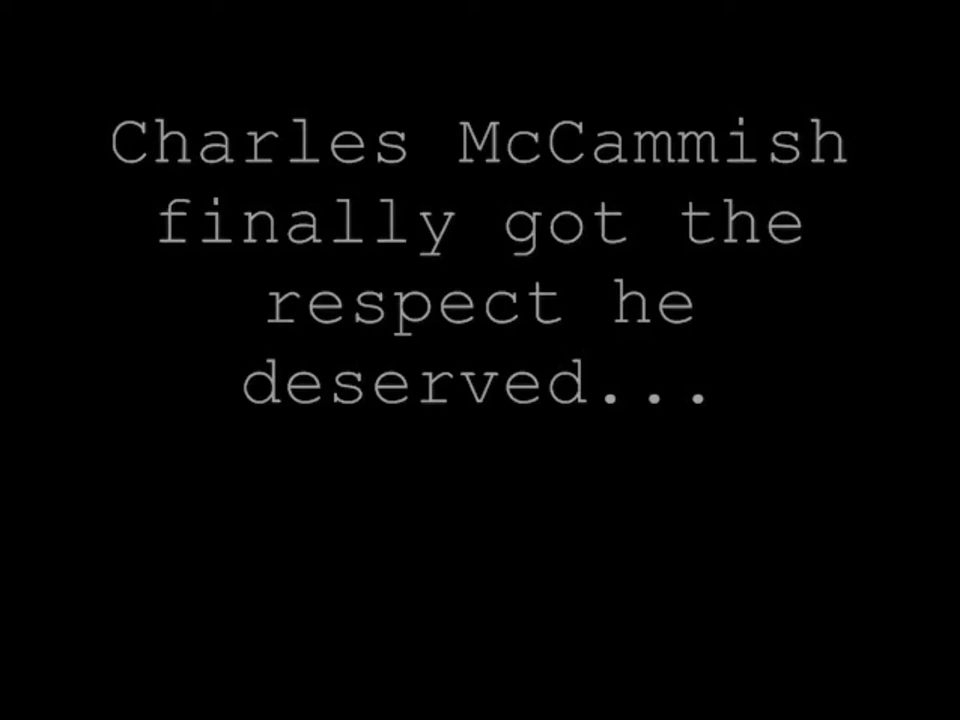 Charles McCammish
finally got the
respect he
deserved...